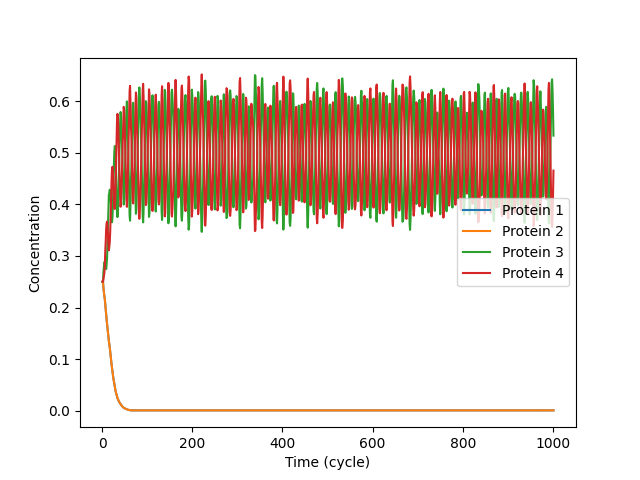 0.6
0.5
0.4
0.3
0.2
0.1
0.0
Concentration
Protein 1
Protein 2
Protein 3
Protein 4
0 200 400 600 800 1000
Time (cycle)